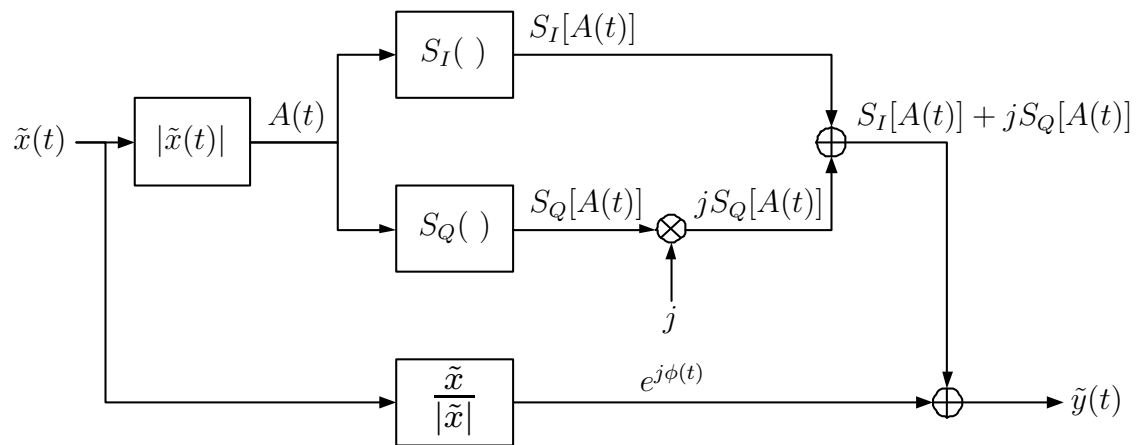 S_I( )
S_I[A(t)]
x̃(t)
|x̃(t)|
A(t)
S_I[A(t)] + jS_Q[A(t)]
S_Q( )
S_Q[A(t)]
jS_Q[A(t)]
j
x̃
|x̃|
e^{jϕ(t)}
ỹ(t)